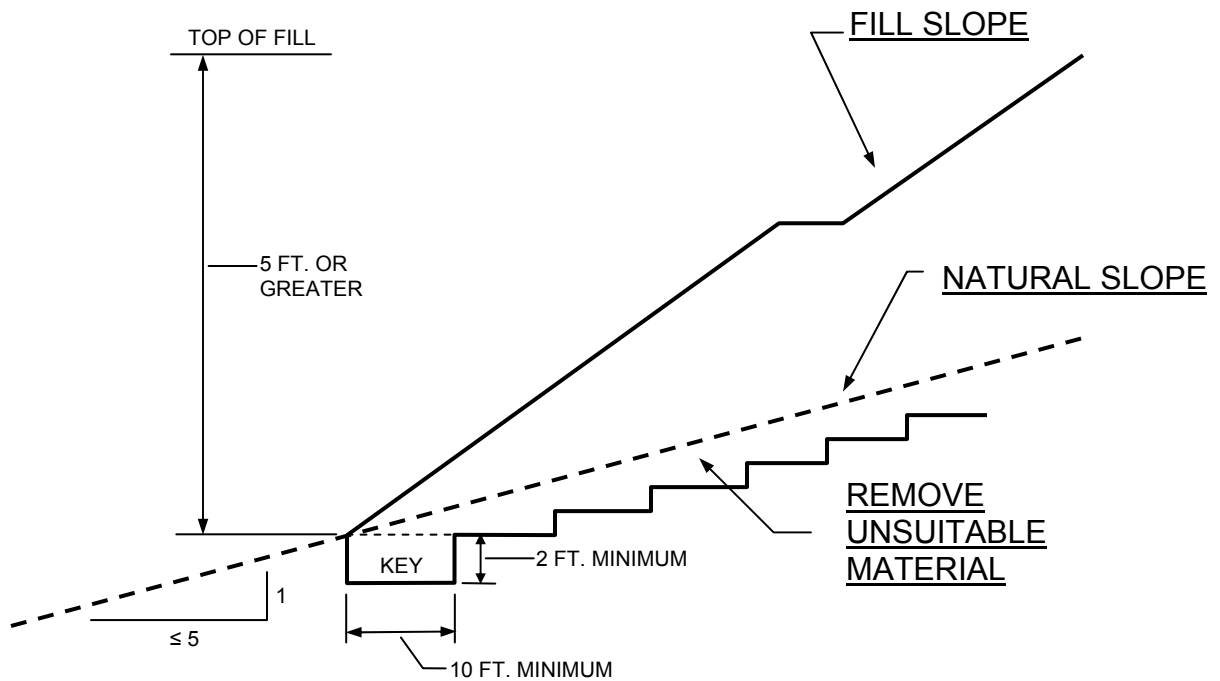 TOP OF FILL
FILL SLOPE
5 FT. OR
GREATER
NATURAL SLOPE
REMOVE
UNSUITABLE
MATERIAL
KEY
2 FT. MINIMUM
1
≤ 5
10 FT. MINIMUM